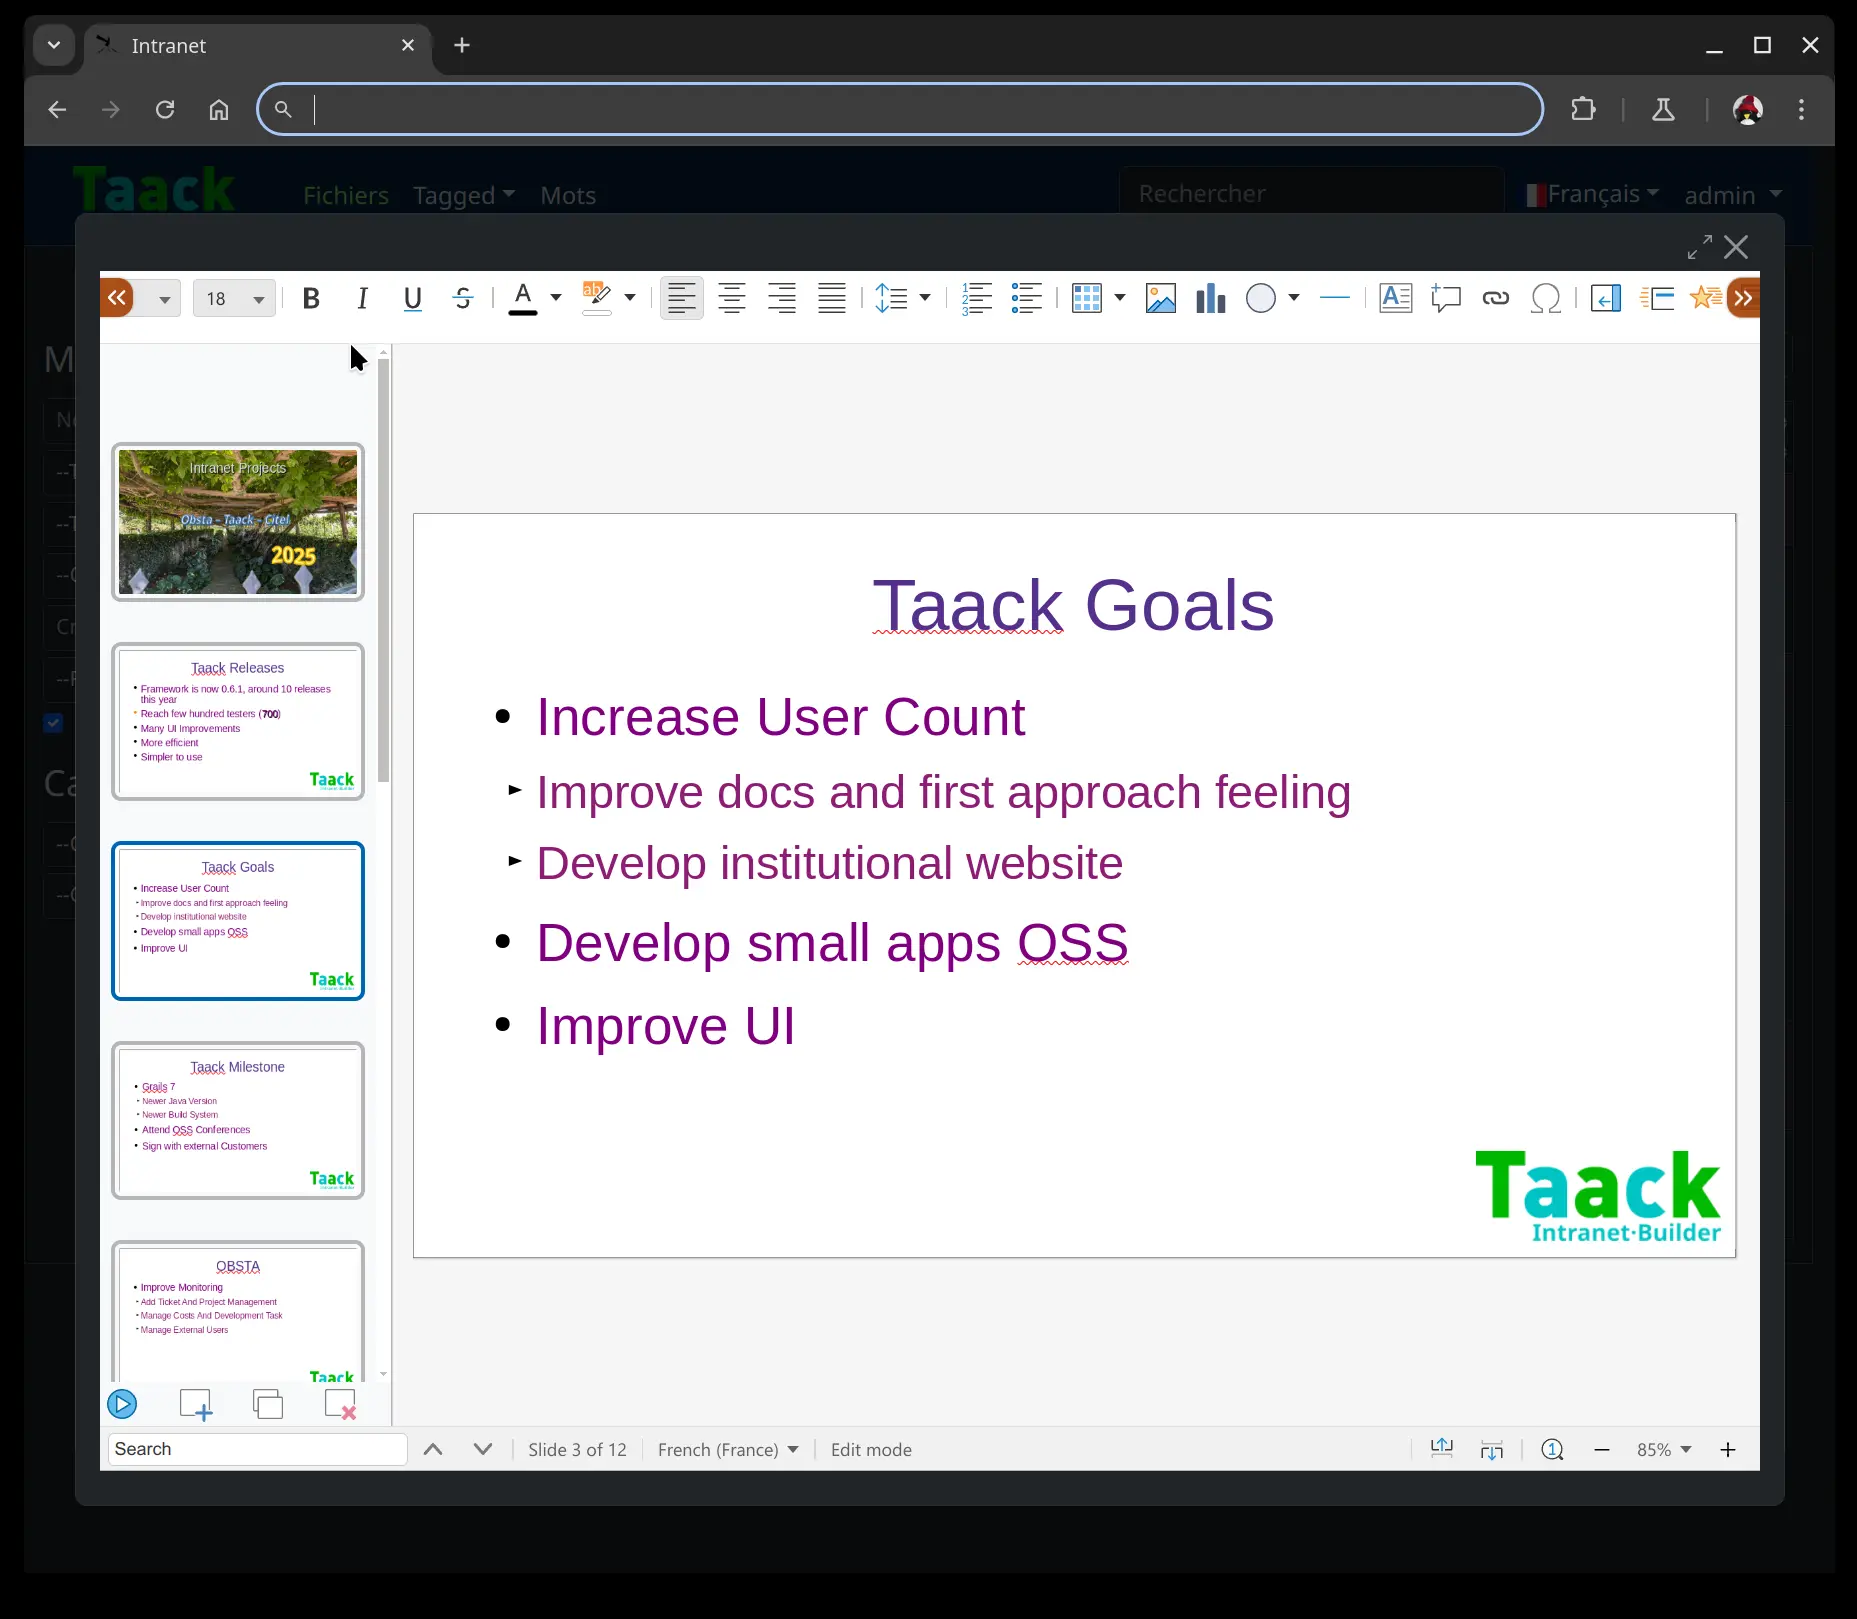 Intranet
Taack
Fichiers
Tagged
Mots
Rechercher
Français
admin
18
Intranet Projects
Obsta - Taack - Citel
2025
Taack Releases
Framework is now 0.6.1, around 10 releases
this year
Reach few hundred testers (700)
Many UI Improvements
More efficient
Simpler to use
Taack
Intranet·Builder
Taack Goals
Increase User Count
Improve docs and first approach feeling
Develop institutional website
Develop small apps OSS
Improve UI
Taack
Intranet·Builder
Taack Milestone
Grails 7
Newer Java Version
Newer Build System
Attend OSS Conferences
Sign with external Customers
Taack
Intranet·Builder
OBSTA
Improve Monitoring
Add Ticket And Project Management
Manage Costs And Development Task
Manage External Users
Taack
Taack Goals
Increase User Count
Improve docs and first approach feeling
Develop institutional website
Develop small apps OSS
Improve UI
Taack
Intranet·Builder
Search
Slide 3 of 12
French (France)
Edit mode
85%